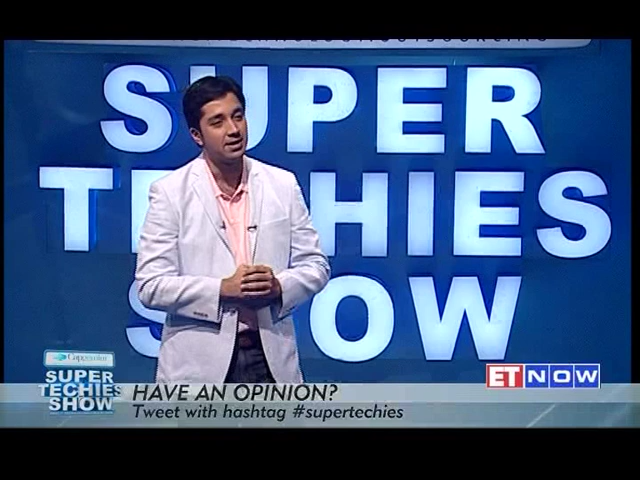 SUPER
TECHIES
SHOW
Capgemini
SUPER
TECHIES
SHOW
HAVE AN OPINION?
Tweet with hashtag #supertechies
ET NOW